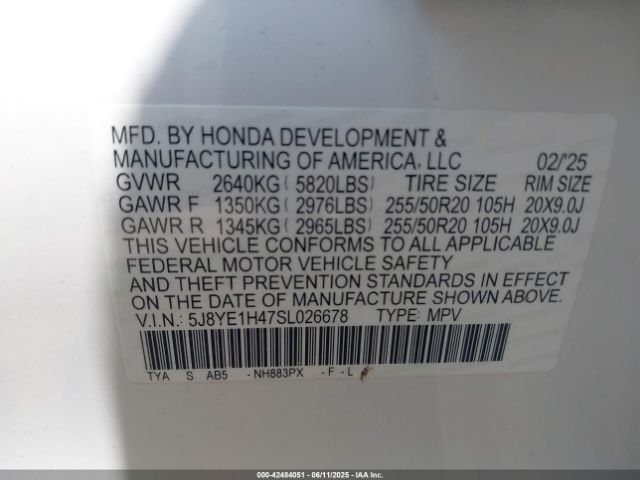 MFD. BY HONDA DEVELOPMENT &
MANUFACTURING OF AMERICA, LLC 02/'25
GVWR 2640KG( 5820LBS) TIRE SIZE RIM SIZE
GAWR F 1350KG( 2976LBS) 255/50R20 105H 20X9.0J
GAWR R 1345KG( 2965LBS) 255/50R20 105H 20X9.0J
THIS VEHICLE CONFORMS TO ALL APPLICABLE
FEDERAL MOTOR VEHICLE SAFETY
AND THEFT PREVENTION STANDARDS IN EFFECT
ON THE DATE OF MANUFACTURE SHOWN ABOVE.
V.I.N.: 5J8YE1H47SL026678 TYPE: MPV
TYA S AB5 - NH883PX - F - L
000-42484051 - 06/11/2025 - IAA Inc.